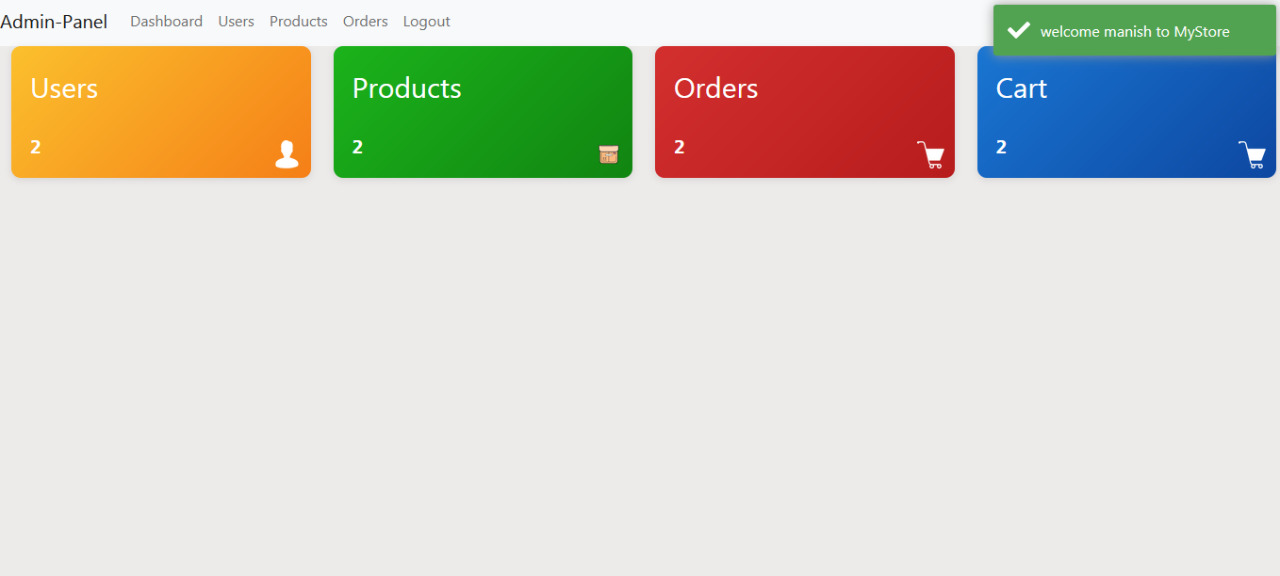 Admin-Panel Dashboard Users Products Orders Logout
welcome manish to MyStore
Users
2
Products
2
Orders
2
Cart
2